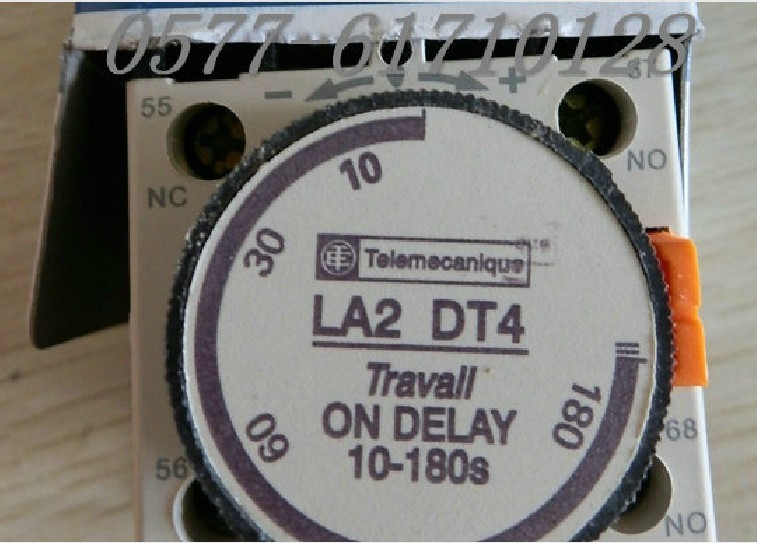 0577-61710128
− +
55
NC
NO
10
30
Telemecanique
LA2 DT4
Travail
ON DELAY
10-180s
60
180
56
68
NO